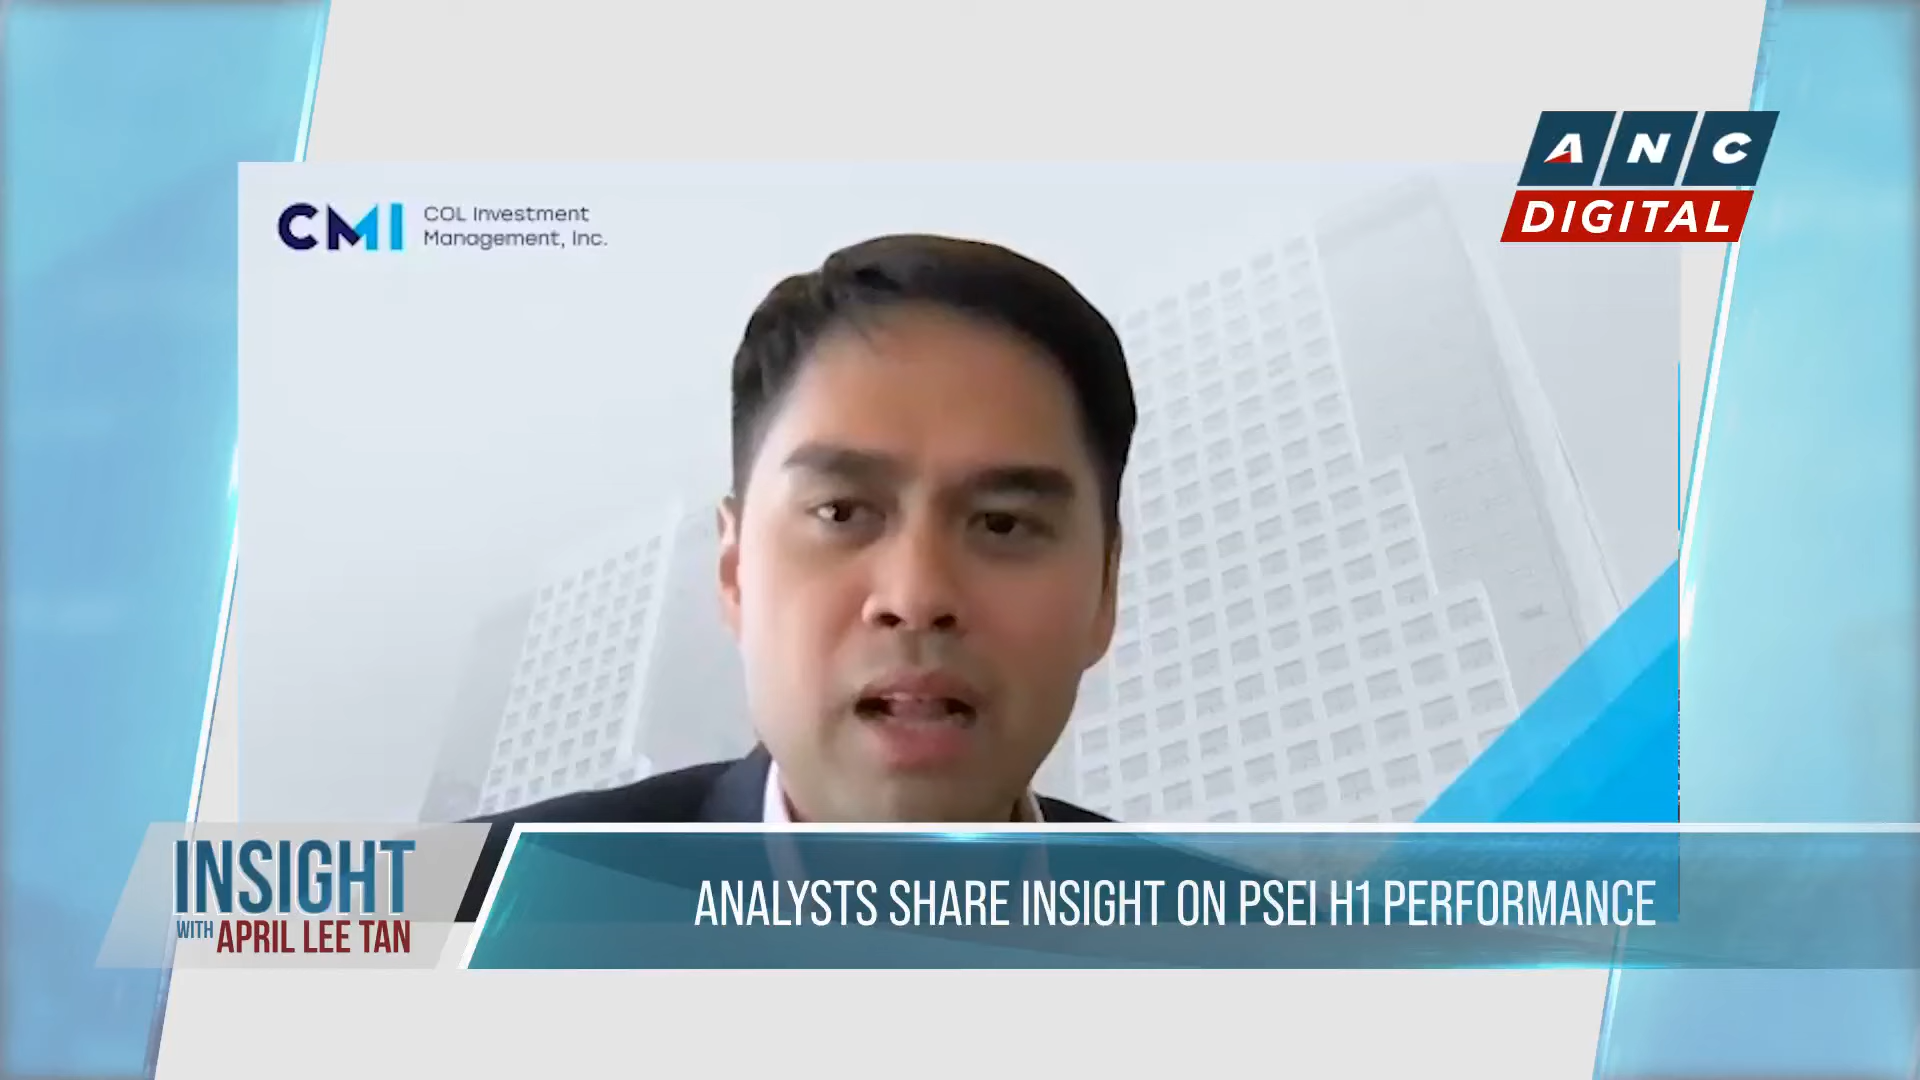 ANC
DIGITAL
CMI
COL Investment
Management, Inc.
INSIGHT
WITH APRIL LEE TAN
ANALYSTS SHARE INSIGHT ON PSEI H1 PERFORMANCE